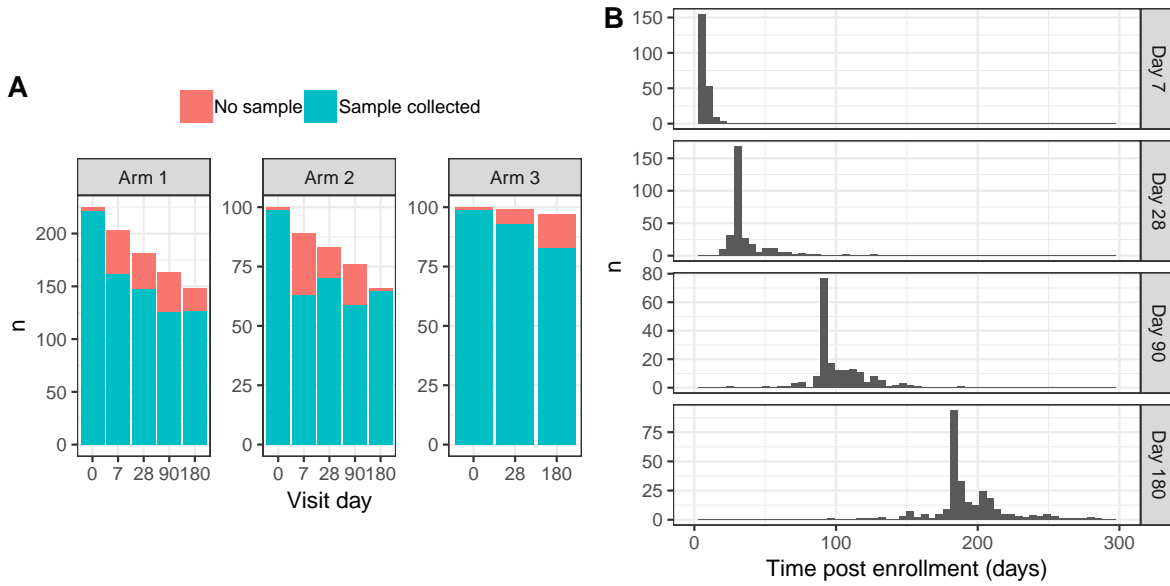 A
No sample Sample collected
Arm 1 Arm 2 Arm 3
n
200
150
100
50
0
100
75
50
25
0
100
75
50
25
0
0 7 28 90 180
0 7 28 90 180
0 28 180
Visit day
B
n
150
100
50
0
Day 7
150
100
50
0
Day 28
80
60
40
20
0
Day 90
75
50
25
0
Day 180
0 100 200 300
Time post enrollment (days)